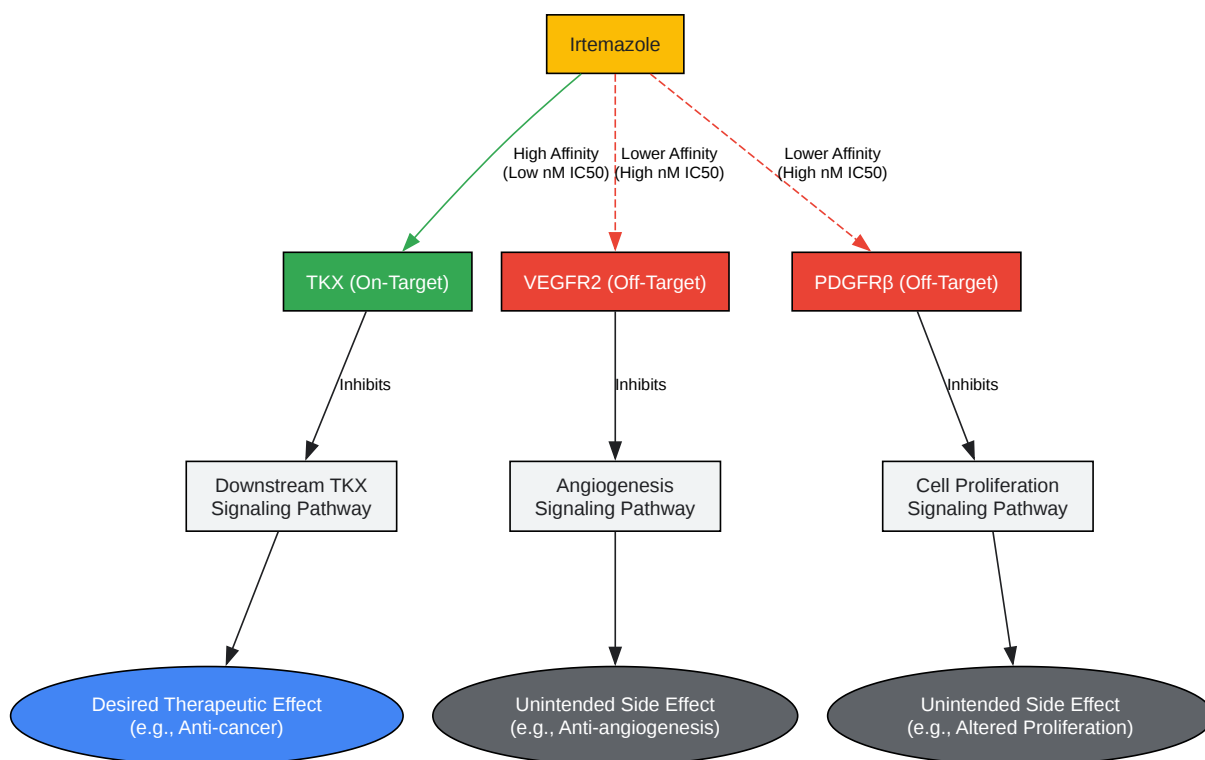 Irtemazole
High Affinity
(Low nM IC50)
Lower Affinity
(High nM IC50)
Lower Affinity
(High nM IC50)
TKX (On-Target)
VEGFR2 (Off-Target)
PDGFRβ (Off-Target)
Inhibits
Inhibits
Inhibits
Downstream TKX
Signaling Pathway
Angiogenesis
Signaling Pathway
Cell Proliferation
Signaling Pathway
Desired Therapeutic Effect
(e.g., Anti-cancer)
Unintended Side Effect
(e.g., Anti-angiogenesis)
Unintended Side Effect
(e.g., Altered Proliferation)